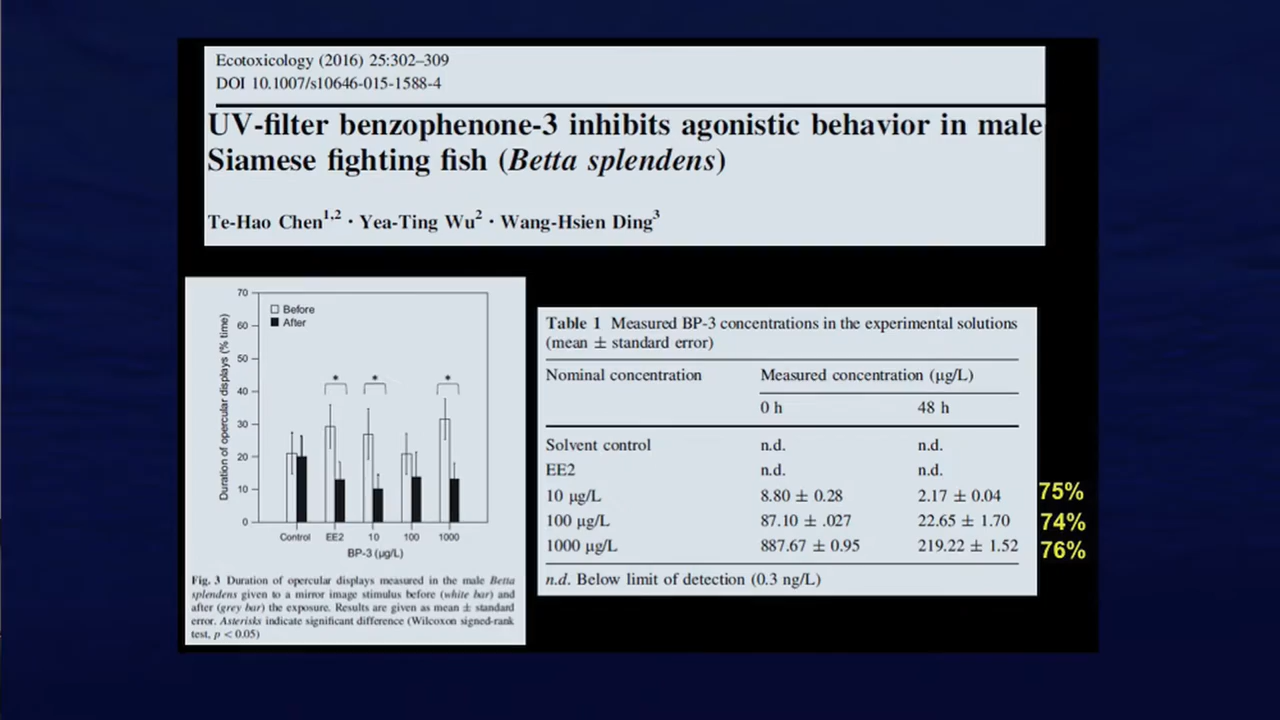 Ecotoxicology (2016) 25:302–309
DOI 10.1007/s10646-015-1588-4
UV-filter benzophenone-3 inhibits agonistic behavior in male
Siamese fighting fish (Betta splendens)
Te-Hao Chen1,2 · Yea-Ting Wu2 · Wang-Hsien Ding3
70
60
50
40
30
20
10
0
Duration of opercular displays (% time)
Before
After
*
*
*
Control EE2 10 100 1000
BP-3 (µg/L)
Fig. 3 Duration of opercular displays measured in the male Betta
splendens given to a mirror image stimulus before (white bar) and
after (grey bar) the exposure. Results are given as mean ± standard
error. Asterisks indicate significant difference (Wilcoxon signed-rank
test, p < 0.05)
Table 1 Measured BP-3 concentrations in the experimental solutions
(mean ± standard error)
Nominal concentration Measured concentration (µg/L)
0 h 48 h
Solvent control n.d. n.d.
EE2 n.d. n.d.
10 µg/L 8.80 ± 0.28 2.17 ± 0.04 75%
100 µg/L 87.10 ± .027 22.65 ± 1.70 74%
1000 µg/L 887.67 ± 0.95 219.22 ± 1.52 76%
n.d. Below limit of detection (0.3 ng/L)